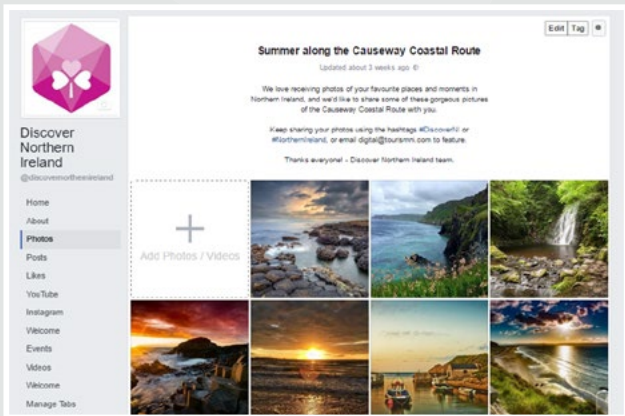 Discover
Northern
Ireland
@discovernorthernireland
Home
About
Photos
Posts
Likes
YouTube
Instagram
Welcome
Events
Videos
Welcome
Manage Tabs
Edit Tag
Summer along the Causeway Coastal Route
Updated about 3 weeks ago
We love receiving photos of your favourite places and moments in
Northern Ireland, and we'd like to share some of these gorgeous pictures
of the Causeway Coastal Route with you.
Keep sharing your photos using the hashtags #DiscoverNI or
#NorthernIreland, or email digital@tourismni.com to feature.
Thanks everyone! - Discover Northern Ireland team.
Add Photos / Videos